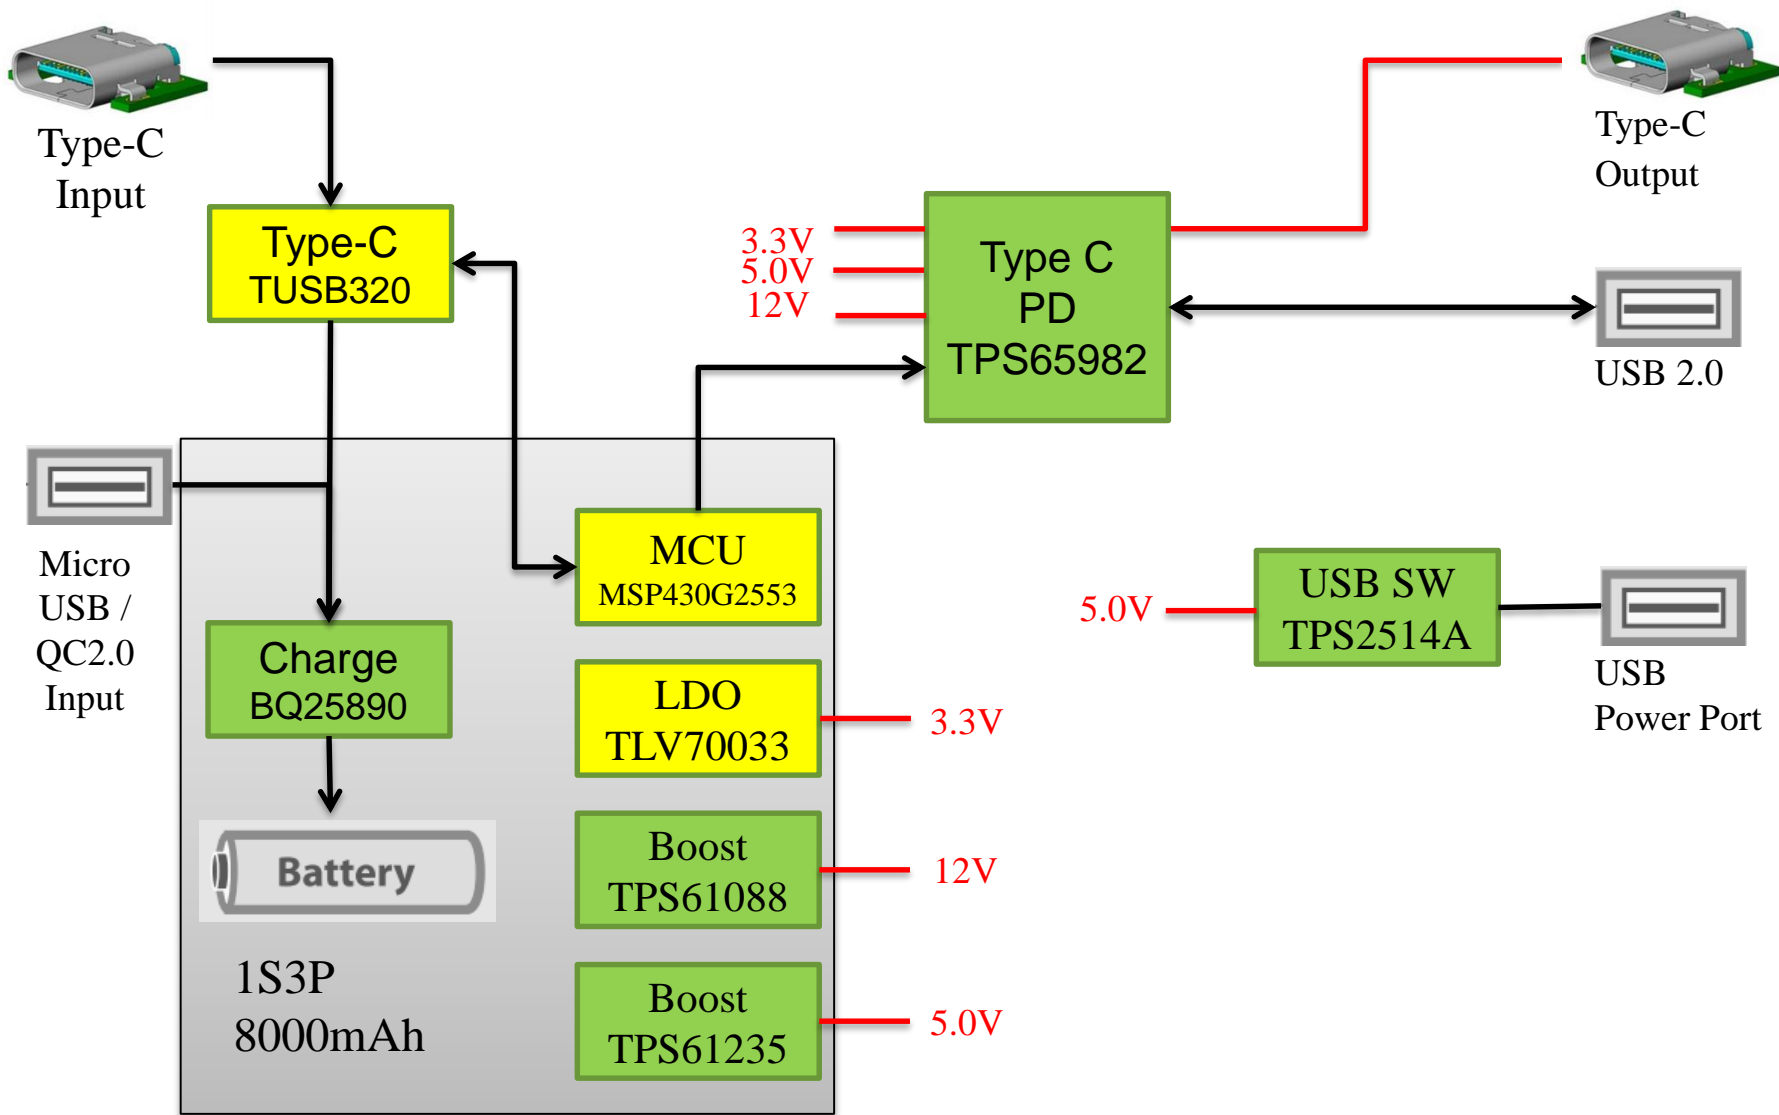 Type-C
Input
Type-C
Output
Type-C
TUSB320
3.3V
5.0V
12V
Type C
PD
TPS65982
USB 2.0
Micro
USB /
QC2.0
Input
MCU
MSP430G2553
Charge
BQ25890
LDO
TLV70033
3.3V
5.0V
USB SW
TPS2514A
USB
Power Port
Battery
Boost
TPS61088
12V
1S3P
8000mAh
Boost
TPS61235
5.0V